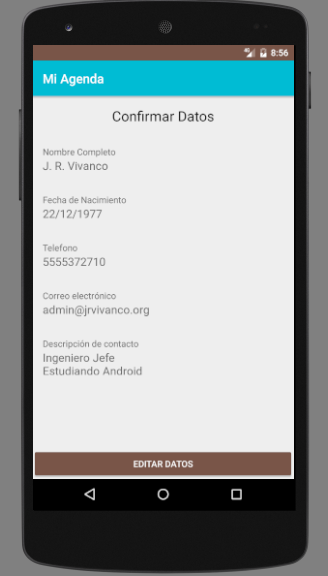 8:56
Mi Agenda
Confirmar Datos
Nombre Completo
J. R. Vivanco
Fecha de Nacimiento
22/12/1977
Telefono
5555372710
Correo electrónico
admin@jrvivanco.org
Descripción de contacto
Ingeniero Jefe
Estudiando Android
EDITAR DATOS